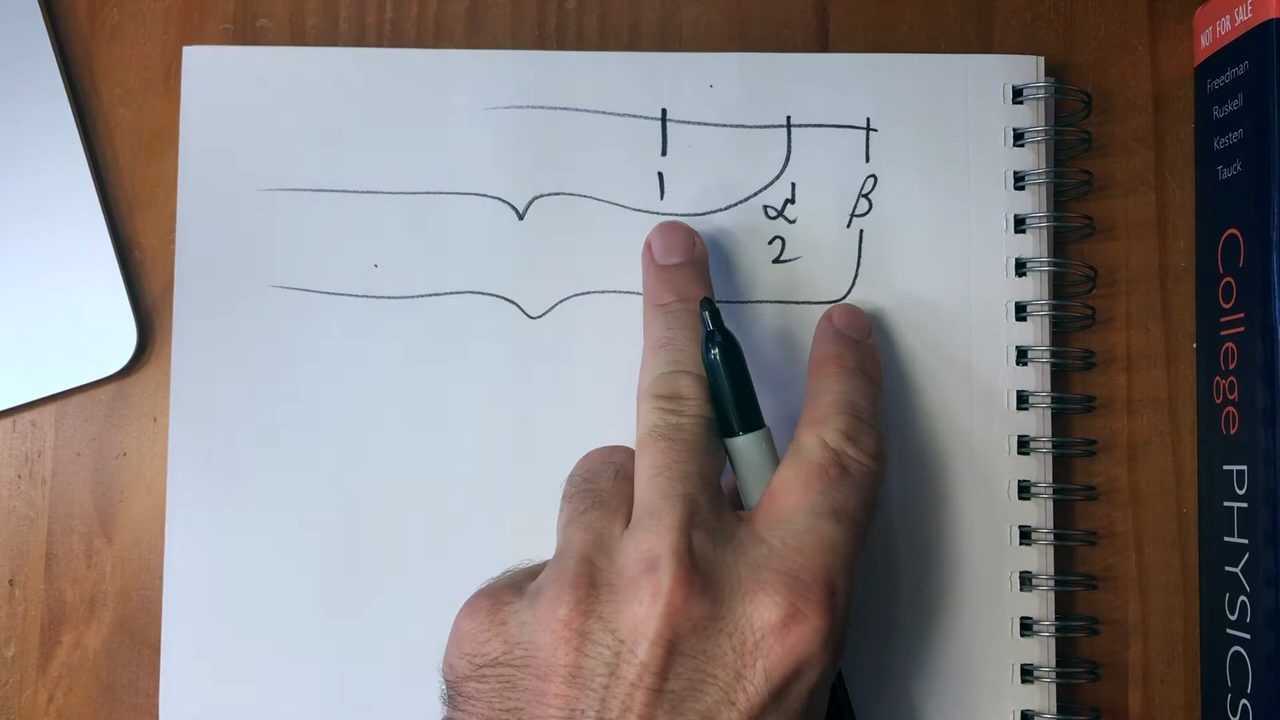 1
α β
2
NOT FOR SALE
Freedman
Ruskell
Kesten
Tauck
College PHYSICS